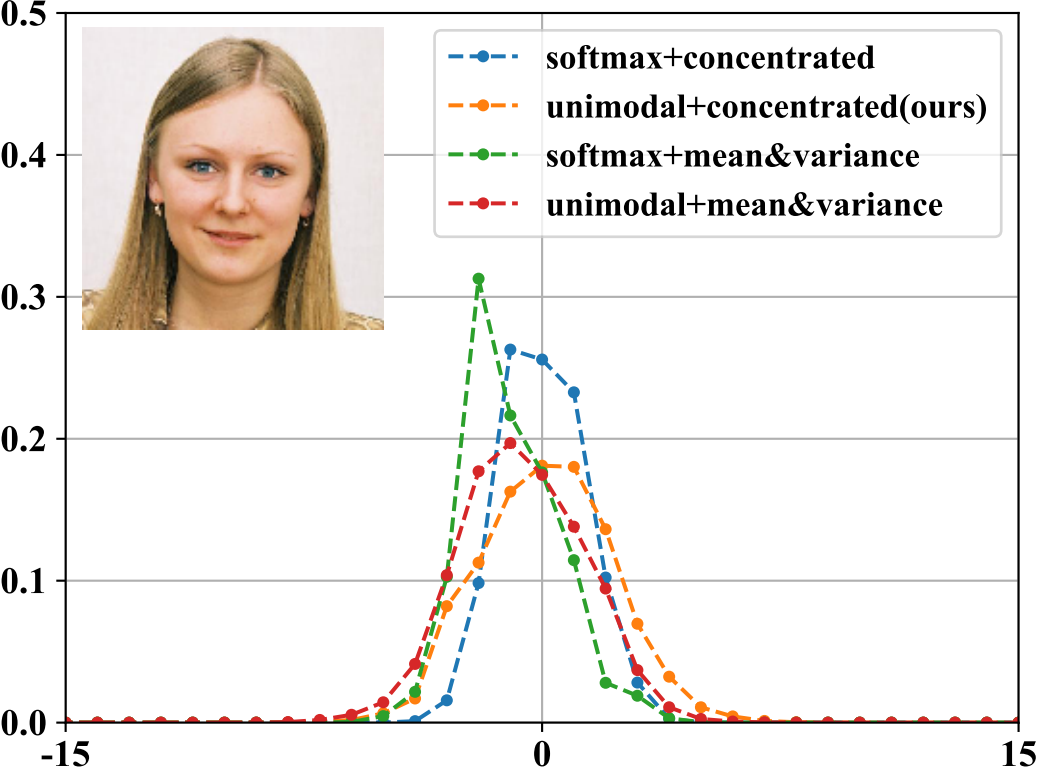 0.5
softmax+concentrated
unimodal+concentrated(ours)
0.4
softmax+mean&variance
unimodal+mean&variance
0.3
0.2
0.1
0.0
-15
0
15